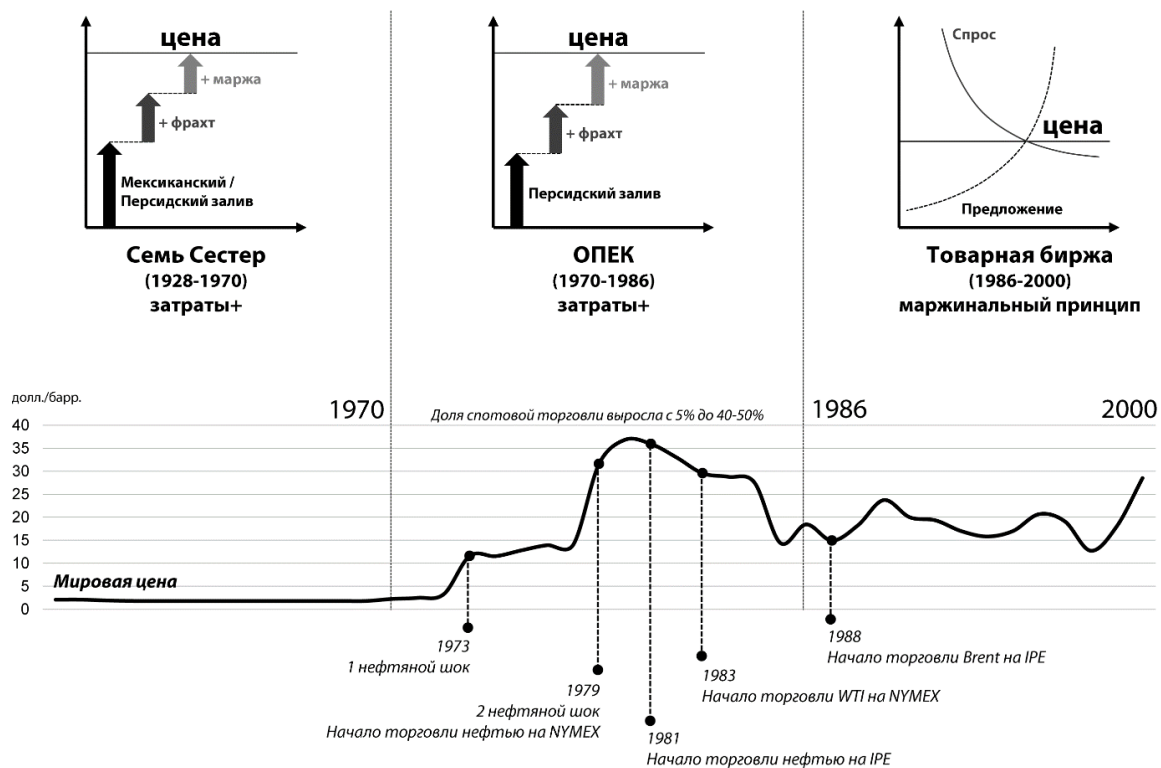 цена
+ маржа
+ фрахт
Мексиканский /
Персидский залив
Семь Сестер
(1928-1970)
затраты+
цена
+ маржа
+ фрахт
Персидский залив
ОПЕК
(1970-1986)
затраты+
Спрос
цена
Предложение
Товарная биржа
(1986-2000)
маржинальный принцип
долл./барр.
1970
Доля спотовой торговли выросла с 5% до 40-50%
1986
2000
40
35
30
25
20
15
10
5
0
Мировая цена
1973
1 нефтяной шок
1979
2 нефтяной шок
Начало торговли нефтью на NYMEX
1981
Начало торговли нефтью на IPE
1983
Начало торговли WTI на NYMEX
1988
Начало торговли Brent на IPE